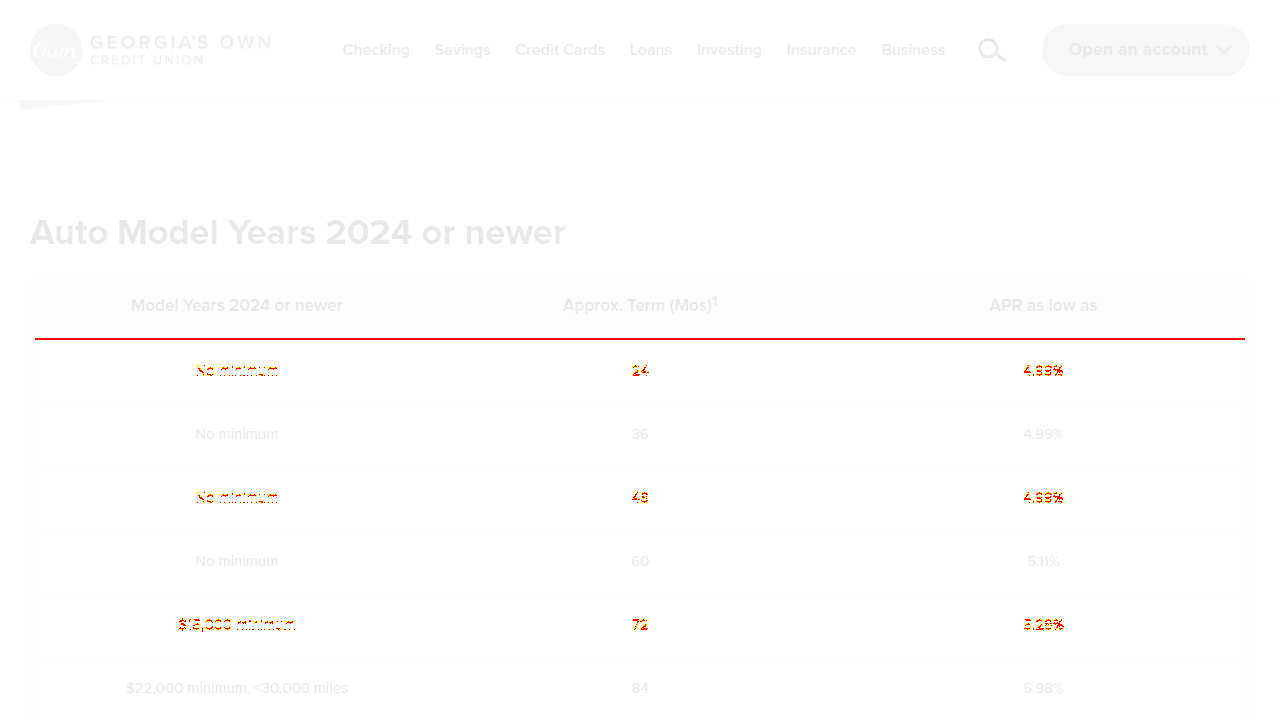 Own GEORGIA'S OWN
CREDIT UNION
Checking Savings Credit Cards Loans Investing Insurance Business Open an account
Auto Model Years 2024 or newer
Model Years 2024 or newer Approx. Term (Mos)1 APR as low as
No minimum 24 4.99%
No minimum 36 4.99%
No minimum 48 4.99%
No minimum 60 5.11%
$15,000 minimum 72
$22,000 minimum, <30,000 miles 84 5.98%